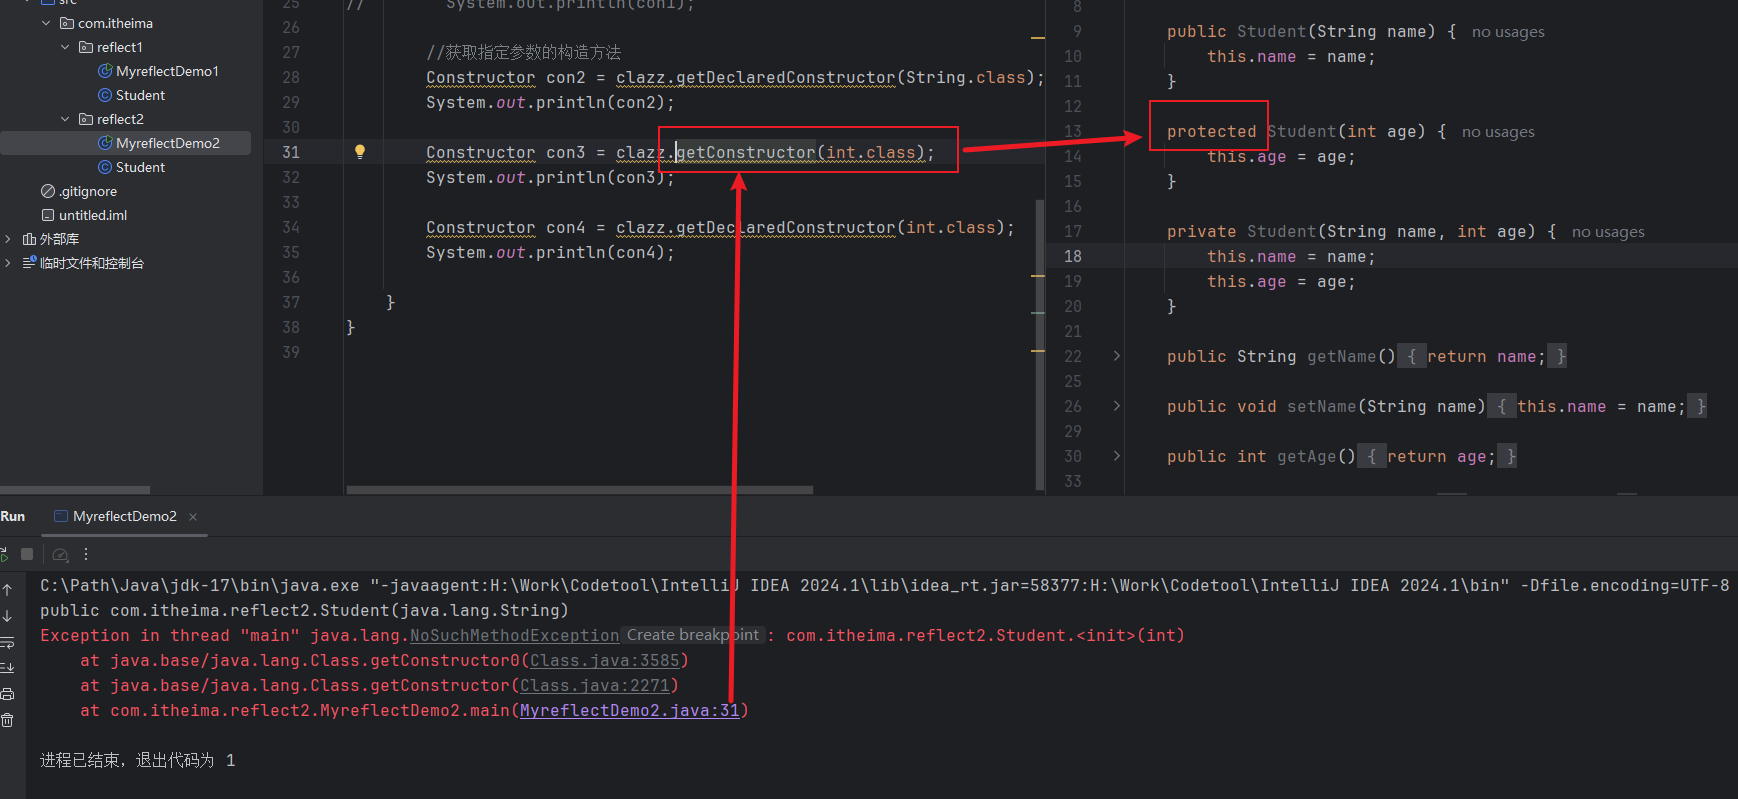 src
com.itheima
reflect1
MyreflectDemo1
Student
reflect2
MyreflectDemo2
Student
.gitignore
untitled.iml
外部库
临时文件和控制台
25 // System.out.println(con1);
26
27 //获取指定参数的构造方法
28 Constructor con2 = clazz.getDeclaredConstructor(String.class);
29 System.out.println(con2);
30
31 Constructor con3 = clazz.getConstructor(int.class);
32 System.out.println(con3);
33
34 Constructor con4 = clazz.getDeclaredConstructor(int.class);
35 System.out.println(con4);
36
37 }
38 }
39
8
9 public Student(String name) { no usages
10 this.name = name;
11 }
12
13 protected Student(int age) { no usages
14 this.age = age;
15 }
16
17 private Student(String name, int age) { no usages
18 this.name = name;
19 this.age = age;
20 }
21
22 public String getName() { return name; }
25
26 public void setName(String name) { this.name = name; }
29
30 public int getAge() { return age; }
33
Run MyreflectDemo2
C:\Path\Java\jdk-17\bin\java.exe "-javaagent:H:\Work\Codetool\IntelliJ IDEA 2024.1\lib\idea_rt.jar=58377:H:\Work\Codetool\IntelliJ IDEA 2024.1\bin" -Dfile.encoding=UTF-8
public com.itheima.reflect2.Student(java.lang.String)
Exception in thread "main" java.lang.NoSuchMethodException Create breakpoint : com.itheima.reflect2.Student.<init>(int)
at java.base/java.lang.Class.getConstructor0(Class.java:3585)
at java.base/java.lang.Class.getConstructor(Class.java:2271)
at com.itheima.reflect2.MyreflectDemo2.main(MyreflectDemo2.java:31)
进程已结束，退出代码为 1